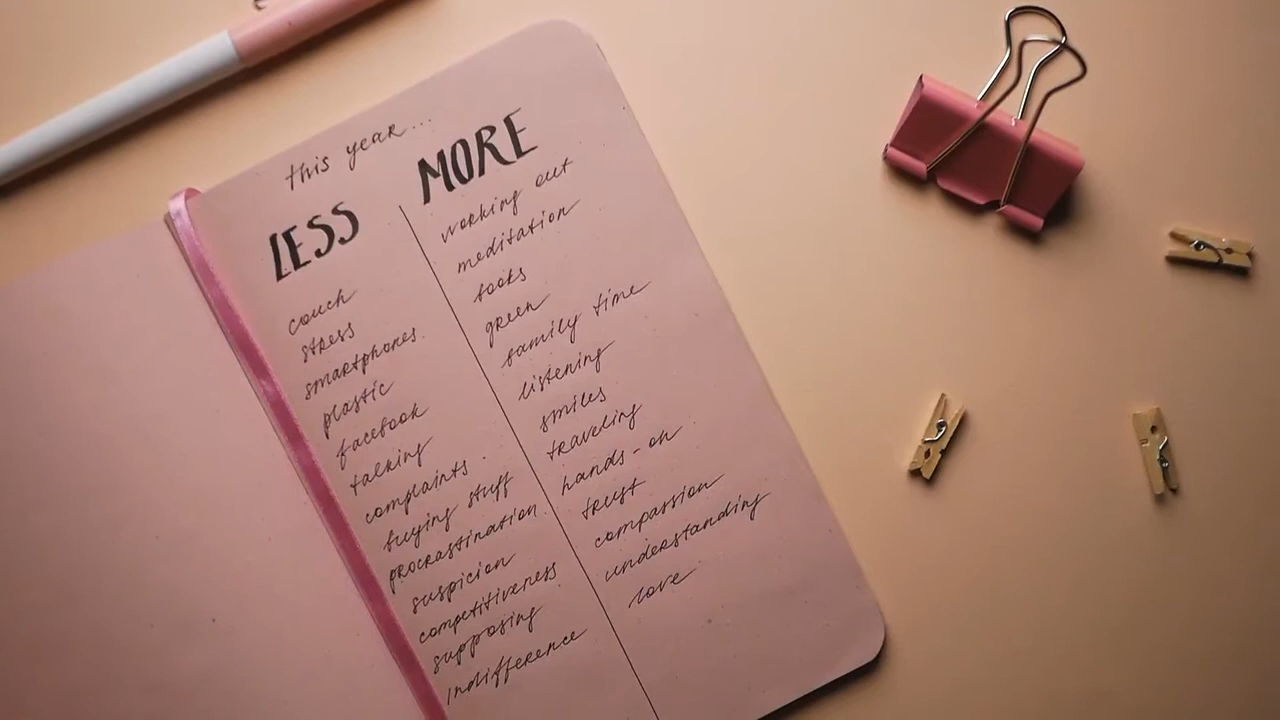 this year...
LESS
couch
stress
smartphones
plastic
facebook
talking
complaints
buying stuff
procrastination
suspicion
competitiveness
supposing
indifference
MORE
working out
meditation
books
green
family time
listening
smiles
traveling
hands-on
trust
compassion
understanding
love